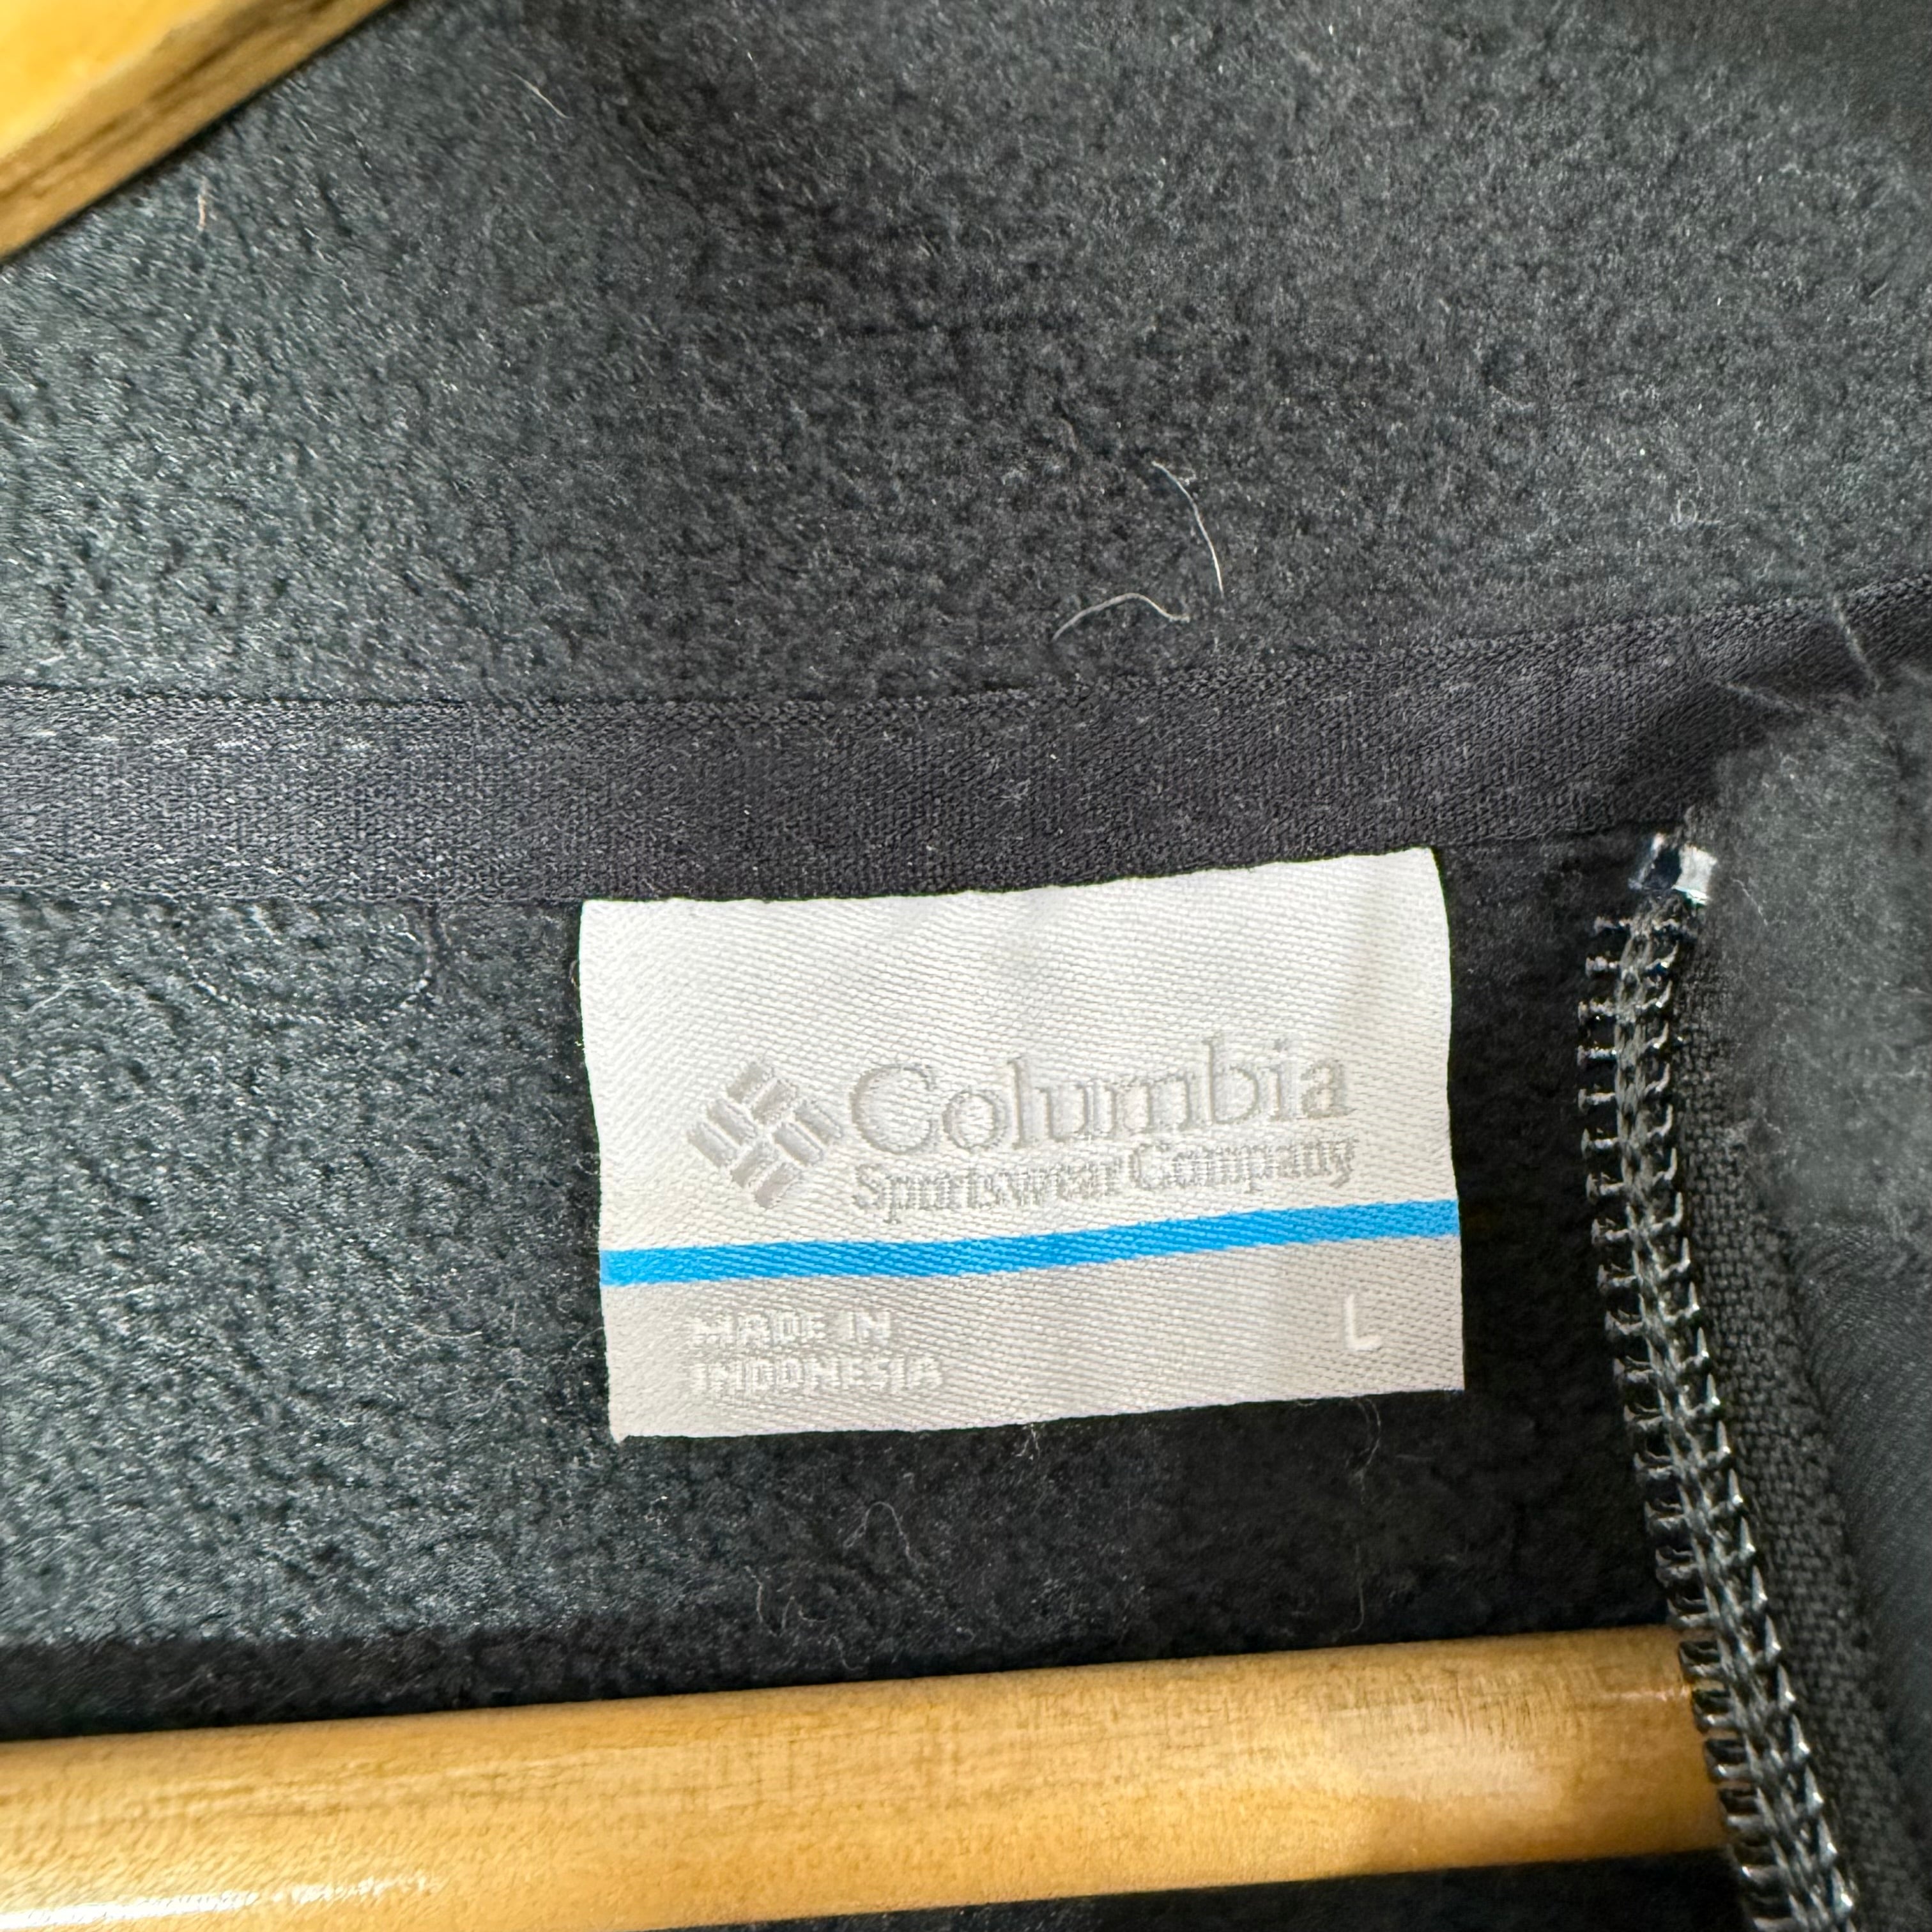 Columbia
Sportswear Company
MADE IN
INDONESIA
L